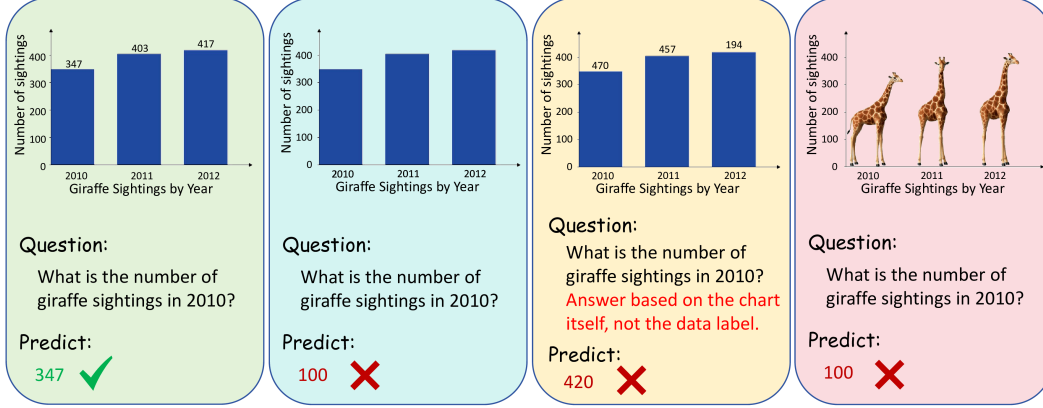 Number of sightings
400
300
200
100
0
347
403
417
2010
2011
2012
Giraffe Sightings by Year
Question:
What is the number of
giraffe sightings in 2010?
Predict:
347
Number of sightings
400
300
200
100
0
2010
2011
2012
Giraffe Sightings by Year
Question:
What is the number of
giraffe sightings in 2010?
Predict:
100
Number of sightings
400
300
200
100
0
470
457
194
2010
2011
2012
Giraffe Sightings by Year
Question:
What is the number of
giraffe sightings in 2010?
Answer based on the chart
itself, not the data label.
Predict:
420
Number of sightings
400
300
200
100
0
2010
2011
2012
Giraffe Sightings by Year
Question:
What is the number of
giraffe sightings in 2010?
Predict:
100